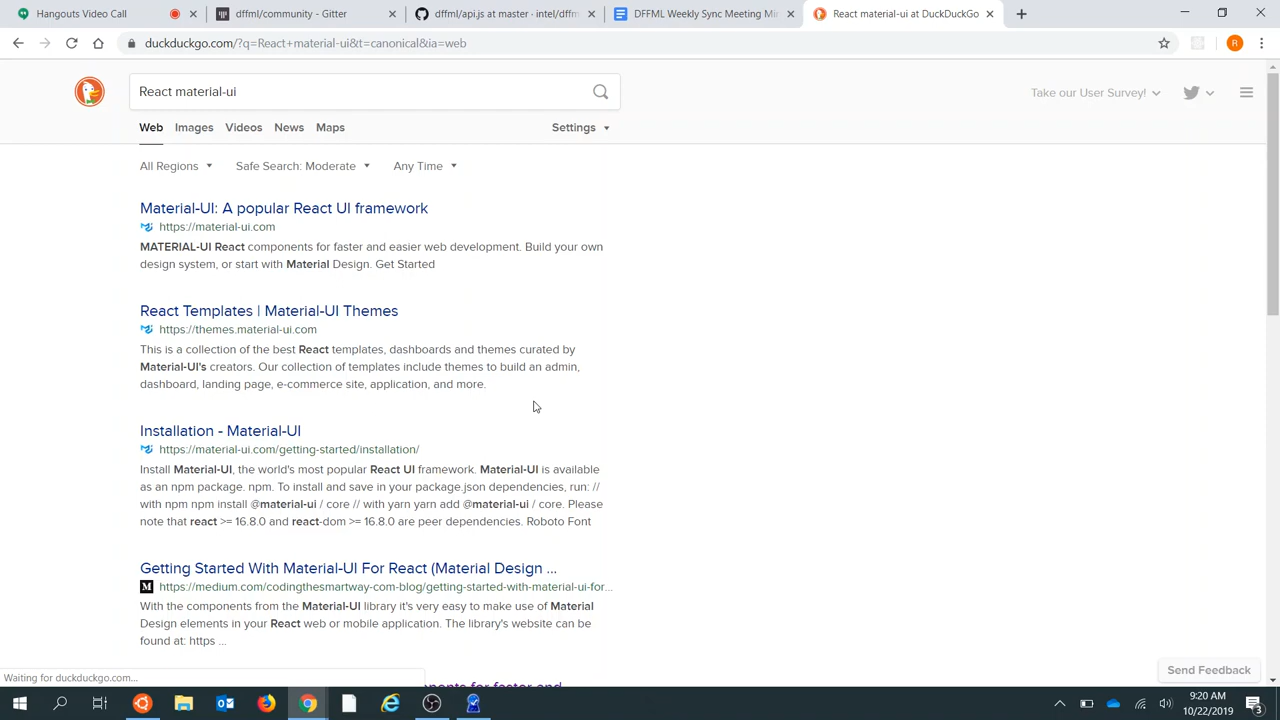 Hangouts Video Call
dffml/community - Gitter
dffml/api.js at master · intel/dffm
DFFML Weekly Sync Meeting Mi
React material-ui at DuckDuckGo
duckduckgo.com/?q=React+material-ui&t=canonical&ia=web
R
React material-ui
Take our User Survey!
Web
Images
Videos
News
Maps
Settings
All Regions
Safe Search: Moderate
Any Time
Material-UI: A popular React UI framework
https://material-ui.com
MATERIAL-UI React components for faster and easier web development. Build your own
design system, or start with Material Design. Get Started
React Templates | Material-UI Themes
https://themes.material-ui.com
This is a collection of the best React templates, dashboards and themes curated by
Material-UI's creators. Our collection of templates include themes to build an admin,
dashboard, landing page, e-commerce site, application, and more.
Installation - Material-UI
https://material-ui.com/getting-started/installation/
Install Material-UI, the world's most popular React UI framework. Material-UI is available
as an npm package. npm. To install and save in your package.json dependencies, run: //
with npm npm install @material-ui / core // with yarn yarn add @material-ui / core. Please
note that react >= 16.8.0 and react-dom >= 16.8.0 are peer dependencies. Roboto Font
Getting Started With Material-UI For React (Material Design ...
M
https://medium.com/codingthesmartway-com-blog/getting-started-with-material-ui-for...
With the components from the Material-UI library it's very easy to make use of Material
Design elements in your React web or mobile application. The library's website can be
found at: https ...
Send Feedback
Waiting for duckduckgo.com...
onents for faster and
9:20 AM
10/22/2019
3